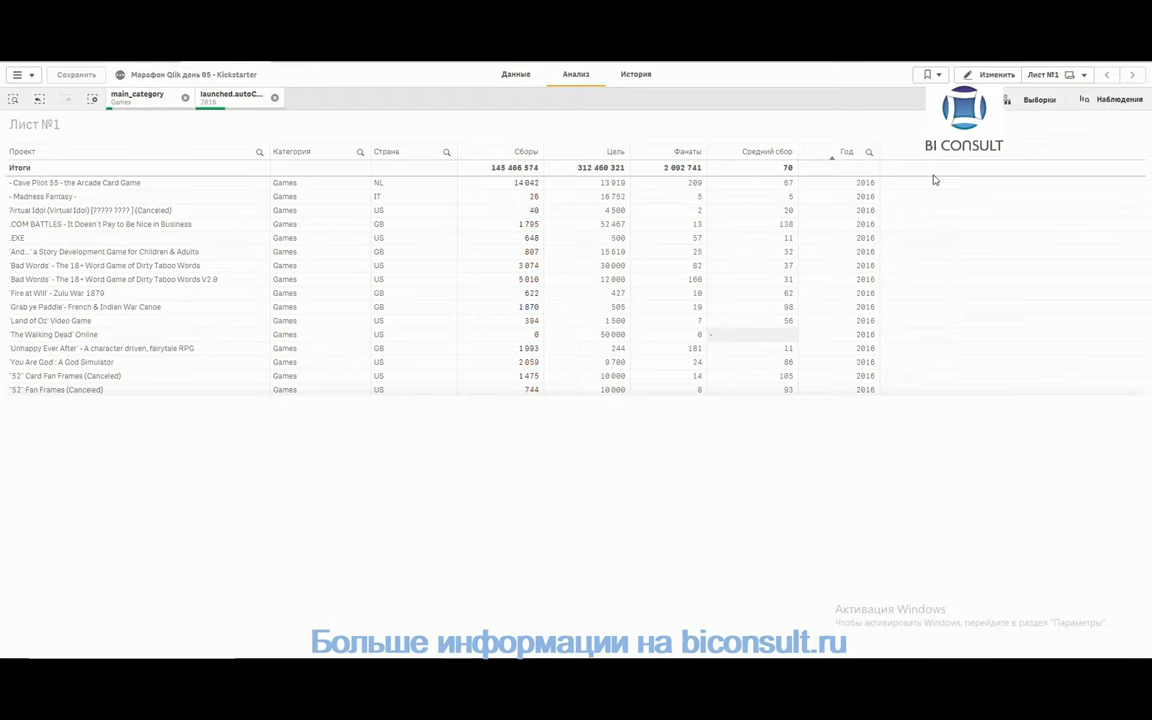 Сохранить Марафон Qlik день 05 - Kickstarter Данные Анализ История Изменить Лист №1
main_category Games launched.autoC... 2016 Выборки Наблюдения
BI CONSULT
Лист №1
Проект Категория Страна Сборы Цель Фанаты Средний сбор Год
Итоги 145 466 574 312 460 321 2 092 741 70
- Cave Pilot 55 - the Arcade Card Game Games NL 14 042 13 919 209 67 2016
- Madness Fantasy - Games IT 26 16 752 5 5 2016
?irtual Idol (Virtual Idol) [????? ???? ] (Canceled) Games US 40 4 500 2 20 2016
.COM BATTLES - It Doesn't Pay to Be Nice in Business Games GB 1 795 52 467 13 138 2016
.EXE Games US 648 500 57 11 2016
'And...' a Story Development Game for Children & Adults Games GB 807 15 610 25 32 2016
'Bad Words' - The 18+ Word Game of Dirty Taboo Words Games US 3 074 30 000 82 37 2016
'Bad Words' - The 18+ Word Game of Dirty Taboo Words V2.0 Games US 5 010 12 000 160 31 2016
'Fire at Will' - Zulu War 1879 Games GB 622 427 10 62 2016
'Grab ye Paddle'- French & Indian War Canoe Games GB 1 870 505 19 98 2016
'Land of Oz' Video Game Games US 394 1 500 7 56 2016
'The Walking Dead' Online Games US 0 50 000 0 - 2016
'Unhappy Ever After' - A character driven, fairytale RPG Games GB 1 993 244 181 11 2016
'You Are God': A God Simulator Games US 2 059 9 700 24 86 2016
"52" Card Fan Frames (Canceled) Games US 1 475 10 000 14 105 2016
"52" Fan Frames (Canceled) Games US 744 10 000 8 93 2016
Активация Windows
Чтобы активировать Windows, перейдите в раздел "Параметры".
Больше информации на biconsult.ru